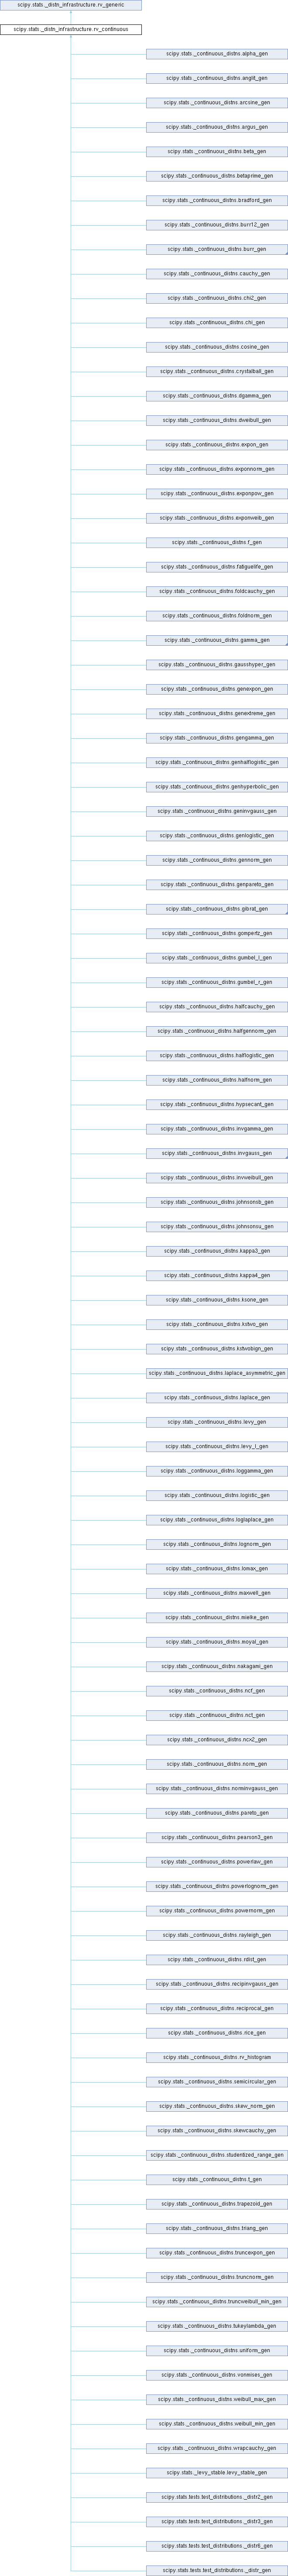 scipy.stats._distn_infrastructure.rv_generic
scipy.stats._distn_infrastructure.rv_continuous
scipy.stats._continuous_distns.alpha_gen
scipy.stats._continuous_distns.anglit_gen
scipy.stats._continuous_distns.arcsine_gen
scipy.stats._continuous_distns.argus_gen
scipy.stats._continuous_distns.beta_gen
scipy.stats._continuous_distns.betaprime_gen
scipy.stats._continuous_distns.bradford_gen
scipy.stats._continuous_distns.burr12_gen
scipy.stats._continuous_distns.burr_gen
scipy.stats._continuous_distns.cauchy_gen
scipy.stats._continuous_distns.chi2_gen
scipy.stats._continuous_distns.chi_gen
scipy.stats._continuous_distns.cosine_gen
scipy.stats._continuous_distns.crystalball_gen
scipy.stats._continuous_distns.dgamma_gen
scipy.stats._continuous_distns.dweibull_gen
scipy.stats._continuous_distns.expon_gen
scipy.stats._continuous_distns.exponnorm_gen
scipy.stats._continuous_distns.exponpow_gen
scipy.stats._continuous_distns.exponweib_gen
scipy.stats._continuous_distns.f_gen
scipy.stats._continuous_distns.fatiguelife_gen
scipy.stats._continuous_distns.foldcauchy_gen
scipy.stats._continuous_distns.foldnorm_gen
scipy.stats._continuous_distns.gamma_gen
scipy.stats._continuous_distns.gausshyper_gen
scipy.stats._continuous_distns.genexpon_gen
scipy.stats._continuous_distns.genextreme_gen
scipy.stats._continuous_distns.gengamma_gen
scipy.stats._continuous_distns.genhalflogistic_gen
scipy.stats._continuous_distns.genhyperbolic_gen
scipy.stats._continuous_distns.geninvgauss_gen
scipy.stats._continuous_distns.genlogistic_gen
scipy.stats._continuous_distns.gennorm_gen
scipy.stats._continuous_distns.genpareto_gen
scipy.stats._continuous_distns.gibrat_gen
scipy.stats._continuous_distns.gompertz_gen
scipy.stats._continuous_distns.gumbel_l_gen
scipy.stats._continuous_distns.gumbel_r_gen
scipy.stats._continuous_distns.halfcauchy_gen
scipy.stats._continuous_distns.halfgennorm_gen
scipy.stats._continuous_distns.halflogistic_gen
scipy.stats._continuous_distns.halfnorm_gen
scipy.stats._continuous_distns.hypsecant_gen
scipy.stats._continuous_distns.invgamma_gen
scipy.stats._continuous_distns.invgauss_gen
scipy.stats._continuous_distns.invweibull_gen
scipy.stats._continuous_distns.johnsonsb_gen
scipy.stats._continuous_distns.johnsonsu_gen
scipy.stats._continuous_distns.kappa3_gen
scipy.stats._continuous_distns.kappa4_gen
scipy.stats._continuous_distns.ksone_gen
scipy.stats._continuous_distns.kstwo_gen
scipy.stats._continuous_distns.kstwobign_gen
scipy.stats._continuous_distns.laplace_asymmetric_gen
scipy.stats._continuous_distns.laplace_gen
scipy.stats._continuous_distns.levy_gen
scipy.stats._continuous_distns.levy_l_gen
scipy.stats._continuous_distns.loggamma_gen
scipy.stats._continuous_distns.logistic_gen
scipy.stats._continuous_distns.loglaplace_gen
scipy.stats._continuous_distns.lognorm_gen
scipy.stats._continuous_distns.lomax_gen
scipy.stats._continuous_distns.maxwell_gen
scipy.stats._continuous_distns.mielke_gen
scipy.stats._continuous_distns.moyal_gen
scipy.stats._continuous_distns.nakagami_gen
scipy.stats._continuous_distns.ncf_gen
scipy.stats._continuous_distns.nct_gen
scipy.stats._continuous_distns.ncx2_gen
scipy.stats._continuous_distns.norm_gen
scipy.stats._continuous_distns.norminvgauss_gen
scipy.stats._continuous_distns.pareto_gen
scipy.stats._continuous_distns.pearson3_gen
scipy.stats._continuous_distns.powerlaw_gen
scipy.stats._continuous_distns.powerlognorm_gen
scipy.stats._continuous_distns.powernorm_gen
scipy.stats._continuous_distns.rayleigh_gen
scipy.stats._continuous_distns.rdist_gen
scipy.stats._continuous_distns.recipinvgauss_gen
scipy.stats._continuous_distns.reciprocal_gen
scipy.stats._continuous_distns.rice_gen
scipy.stats._continuous_distns.rv_histogram
scipy.stats._continuous_distns.semicircular_gen
scipy.stats._continuous_distns.skew_norm_gen
scipy.stats._continuous_distns.skewcauchy_gen
scipy.stats._continuous_distns.studentized_range_gen
scipy.stats._continuous_distns.t_gen
scipy.stats._continuous_distns.trapezoid_gen
scipy.stats._continuous_distns.triang_gen
scipy.stats._continuous_distns.truncexpon_gen
scipy.stats._continuous_distns.truncnorm_gen
scipy.stats._continuous_distns.truncweibull_min_gen
scipy.stats._continuous_distns.tukeylambda_gen
scipy.stats._continuous_distns.uniform_gen
scipy.stats._continuous_distns.vonmises_gen
scipy.stats._continuous_distns.weibull_max_gen
scipy.stats._continuous_distns.weibull_min_gen
scipy.stats._continuous_distns.wrapcauchy_gen
scipy.stats._levy_stable.levy_stable_gen
scipy.stats.tests.test_distributions._distr2_gen
scipy.stats.tests.test_distributions._distr3_gen
scipy.stats.tests.test_distributions._distr6_gen
scipy.stats.tests.test_distributions._distr_gen